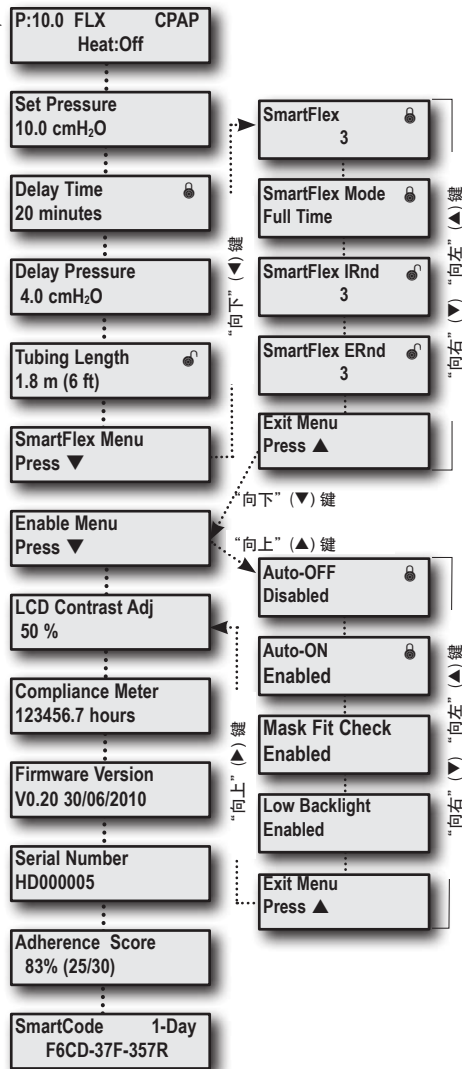 P:10.0 FLX CPAP
Heat:Off
Set Pressure
10.0 cmH₂O
Delay Time
20 minutes
Delay Pressure
4.0 cmH₂O
Tubing Length
1.8 m (6 ft)
SmartFlex Menu
Press ▼
“向下” (▼) 键
SmartFlex
3
SmartFlex Mode
Full Time
SmartFlex IRnd
3
SmartFlex ERnd
3
Exit Menu
Press ▲
“向右” (▼) “向左” (▲) 键
“向下” (▼) 键
Enable Menu
Press ▼
“向上” (▲) 键
Auto-OFF
Disabled
Auto-ON
Enabled
Mask Fit Check
Enabled
Low Backlight
Enabled
Exit Menu
Press ▲
“向右” (▼) “向左” (▲) 键
“向上” (▲) 键
LCD Contrast Adj
50 %
Compliance Meter
123456.7 hours
Firmware Version
V0.20 30/06/2010
Serial Number
HD000005
Adherence Score
83% (25/30)
SmartCode 1-Day
F6CD-37F-357R